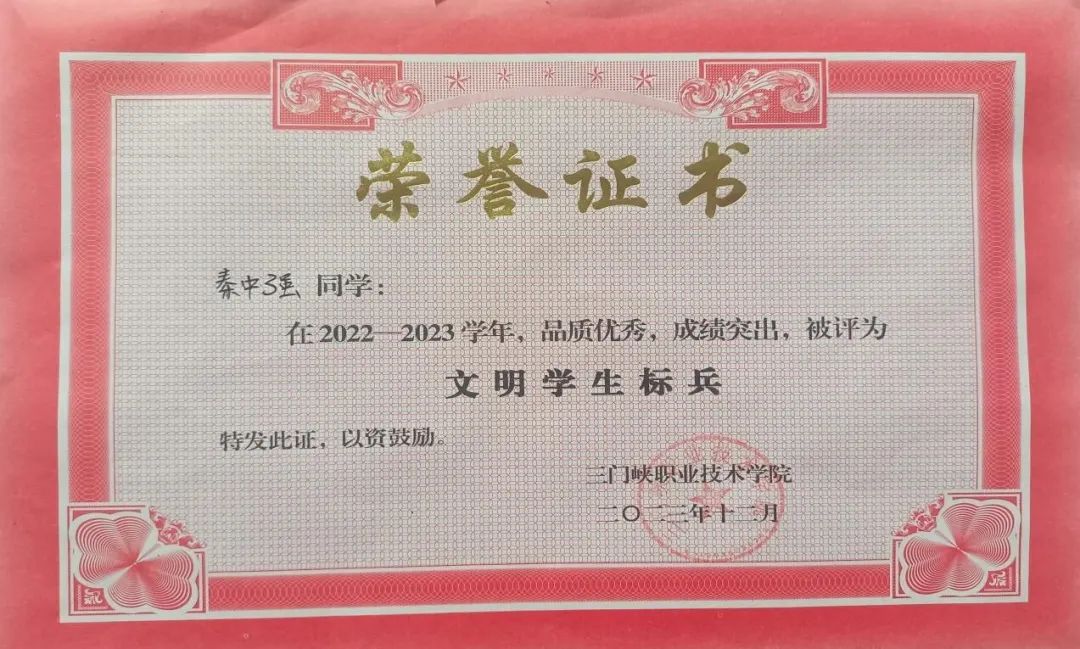 荣誉证书
秦中强 同学：
在2022—2023学年，品质优秀，成绩突出，被评为
文明学生标兵
特发此证，以资鼓励。
三门峡职业技术学院
二〇二三年十二月